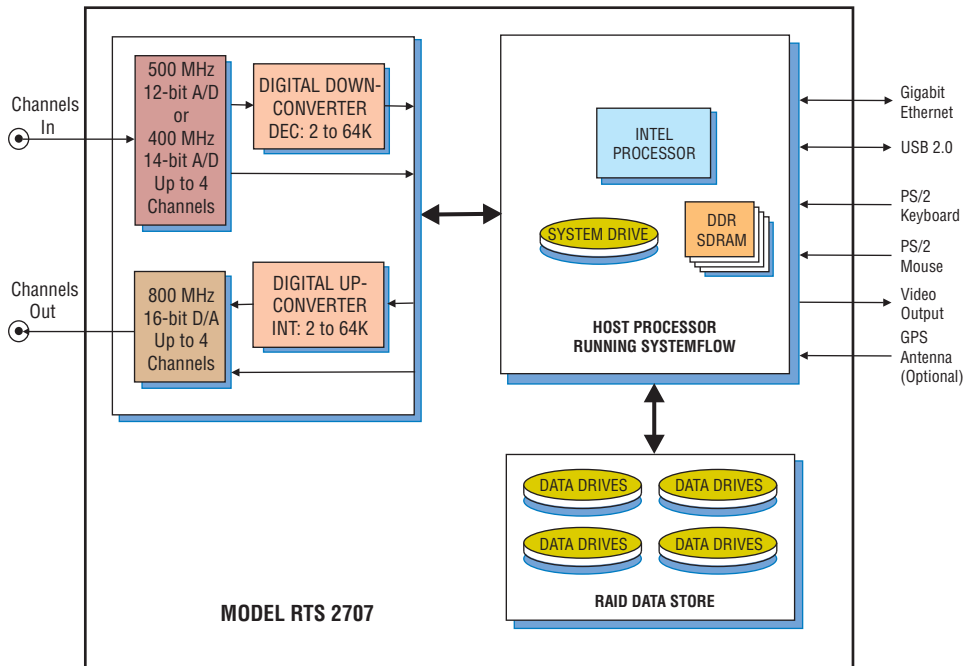 Channels
In
500 MHz
12-bit A/D
or
400 MHz
14-bit A/D
Up to 4
Channels
DIGITAL DOWN-
CONVERTER
DEC: 2 to 64K
Channels
Out
800 MHz
16-bit D/A
Up to 4
Channels
DIGITAL UP-
CONVERTER
INT: 2 to 64K
INTEL
PROCESSOR
SYSTEM DRIVE
DDR
SDRAM
HOST PROCESSOR
RUNNING SYSTEMFLOW
Gigabit
Ethernet
USB 2.0
PS/2
Keyboard
PS/2
Mouse
Video
Output
GPS
Antenna
(Optional)
DATA DRIVES
DATA DRIVES
DATA DRIVES
DATA DRIVES
RAID DATA STORE
MODEL RTS 2707